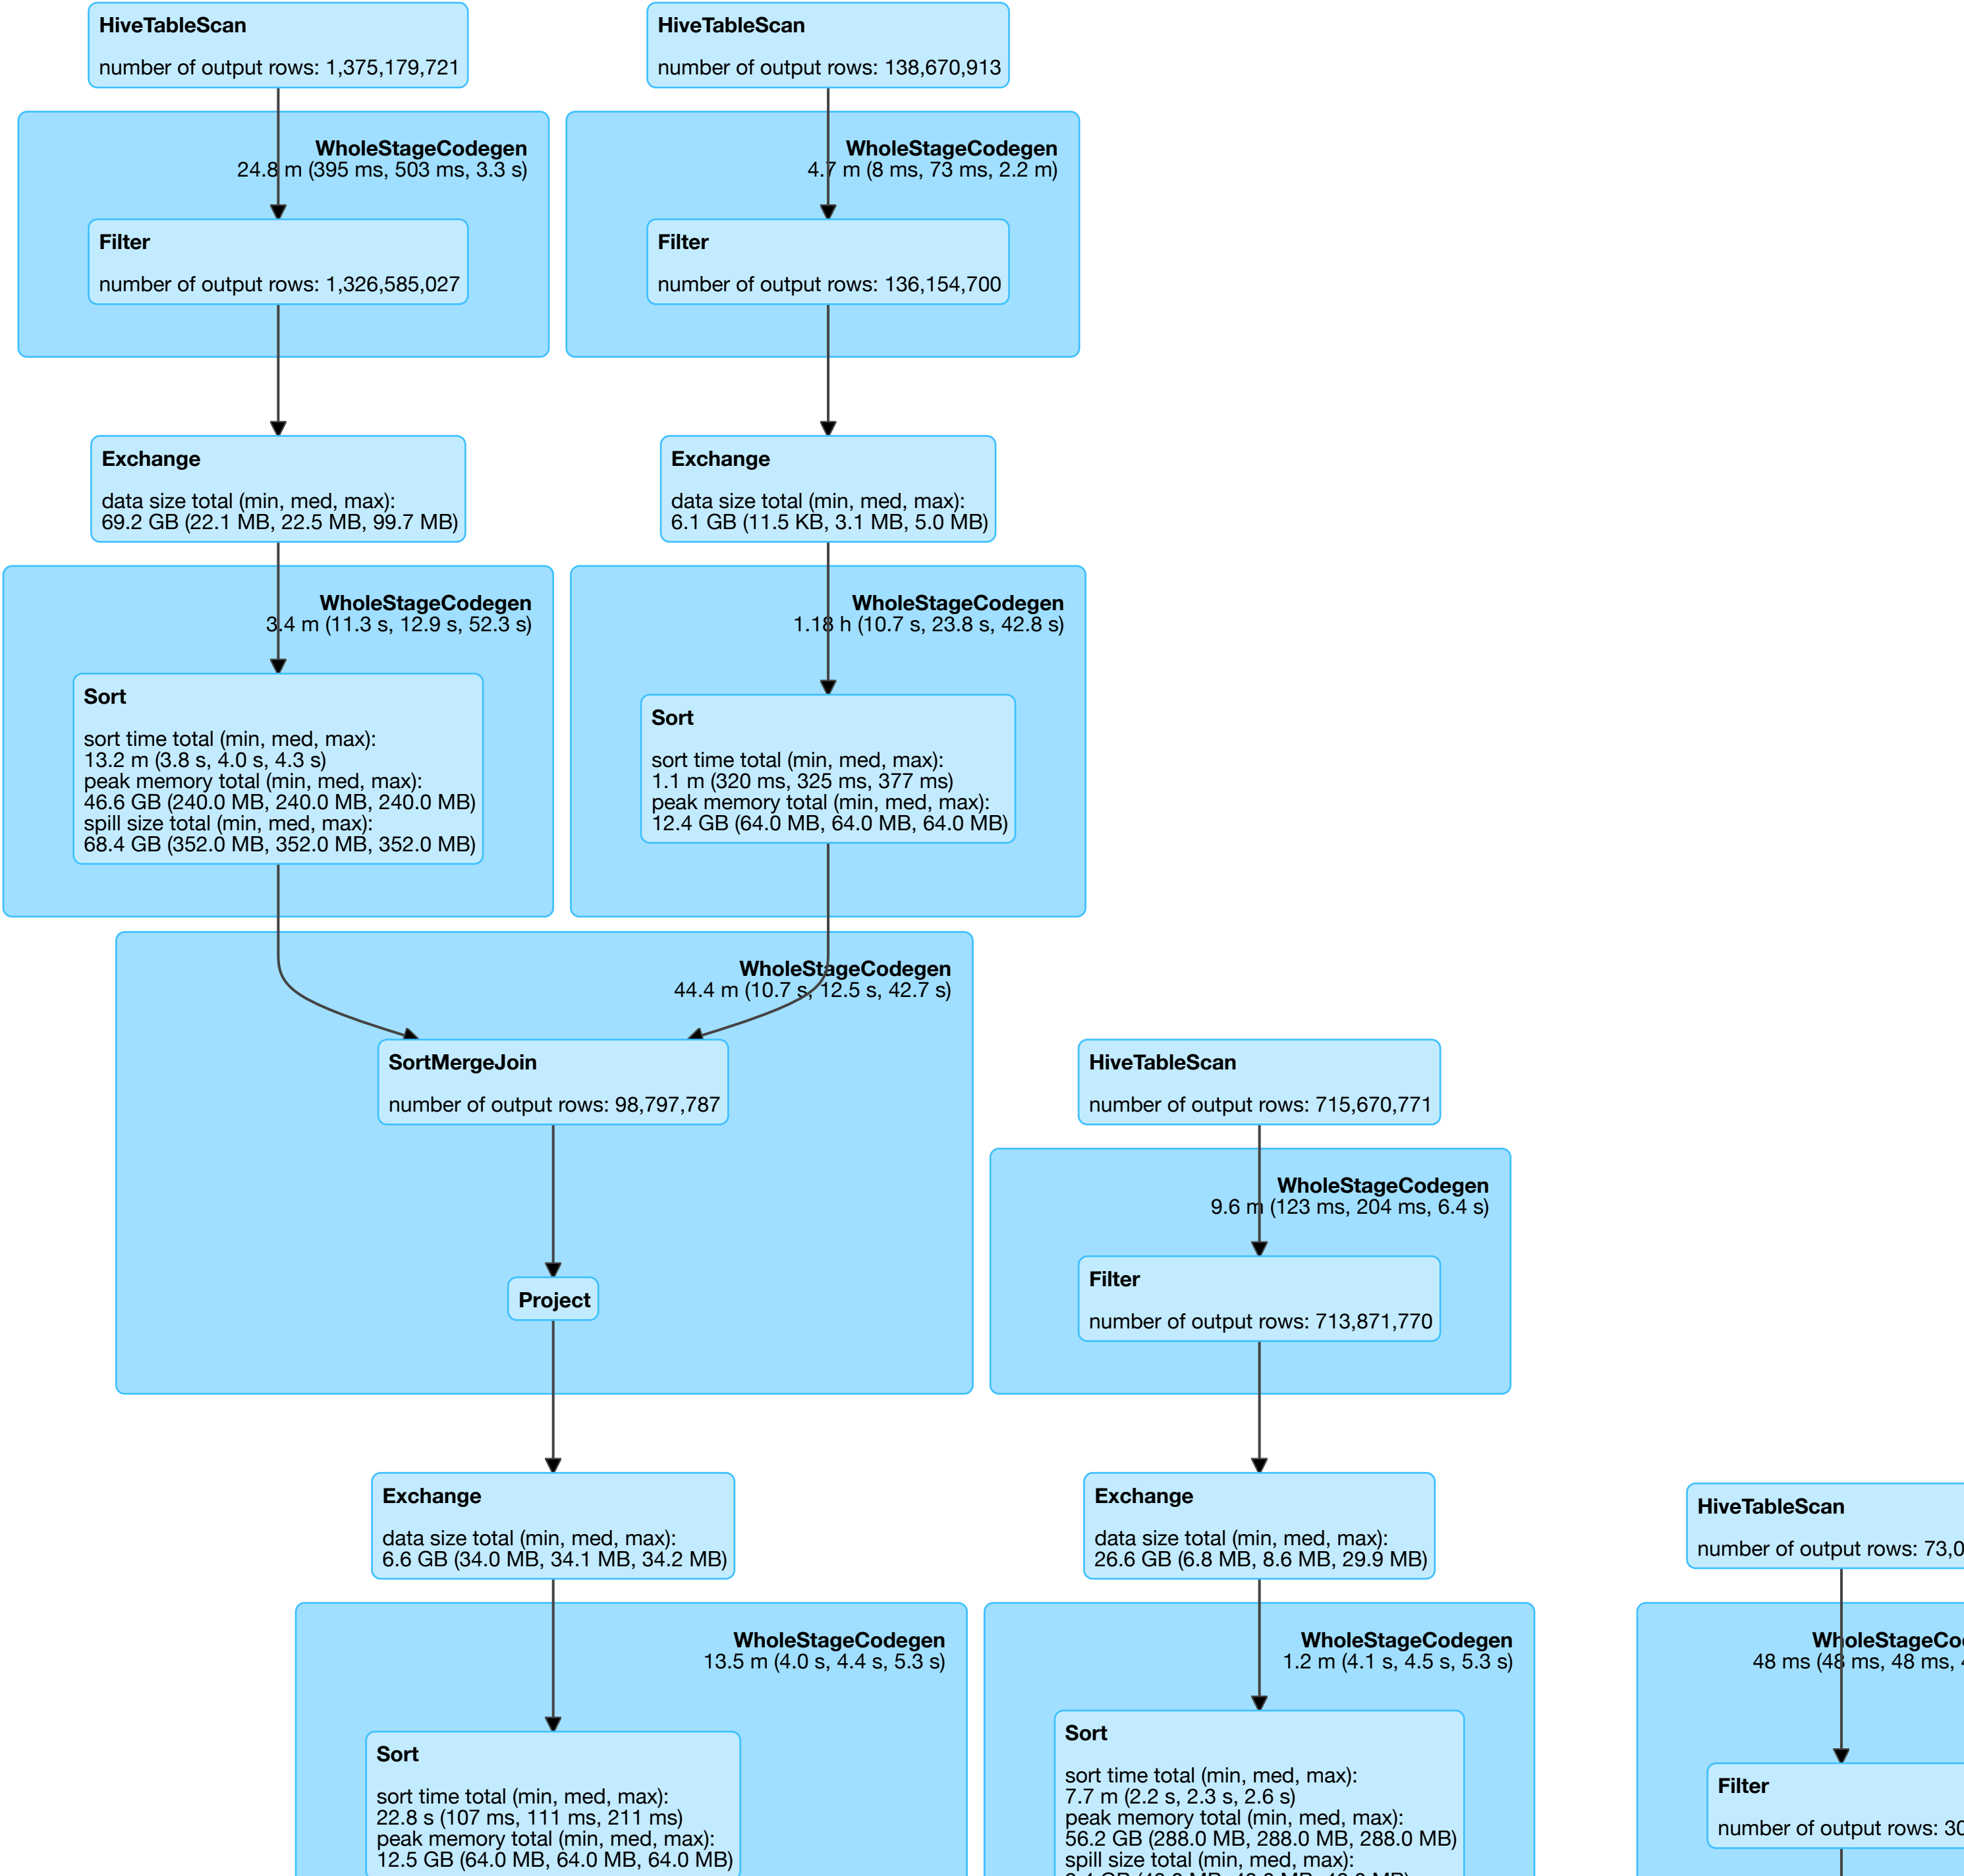 HiveTableScan
number of output rows: 1,375,179,721
HiveTableScan
number of output rows: 138,670,913
WholeStageCodegen
24.8 m (395 ms, 503 ms, 3.3 s)
WholeStageCodegen
4.7 m (8 ms, 73 ms, 2.2 m)
Filter
number of output rows: 1,326,585,027
Filter
number of output rows: 136,154,700
Exchange
data size total (min, med, max):
69.2 GB (22.1 MB, 22.5 MB, 99.7 MB)
Exchange
data size total (min, med, max):
6.1 GB (11.5 KB, 3.1 MB, 5.0 MB)
WholeStageCodegen
3.4 m (11.3 s, 12.9 s, 52.3 s)
WholeStageCodegen
1.18 h (10.7 s, 23.8 s, 42.8 s)
Sort
sort time total (min, med, max):
13.2 m (3.8 s, 4.0 s, 4.3 s)
peak memory total (min, med, max):
46.6 GB (240.0 MB, 240.0 MB, 240.0 MB)
spill size total (min, med, max):
68.4 GB (352.0 MB, 352.0 MB, 352.0 MB)
Sort
sort time total (min, med, max):
1.1 m (320 ms, 325 ms, 377 ms)
peak memory total (min, med, max):
12.4 GB (64.0 MB, 64.0 MB, 64.0 MB)
WholeStageCodegen
44.4 m (10.7 s, 12.5 s, 42.7 s)
SortMergeJoin
number of output rows: 98,797,787
HiveTableScan
number of output rows: 715,670,771
WholeStageCodegen
9.6 m (123 ms, 204 ms, 6.4 s)
Project
Filter
number of output rows: 713,871,770
Exchange
data size total (min, med, max):
6.6 GB (34.0 MB, 34.1 MB, 34.2 MB)
Exchange
data size total (min, med, max):
26.6 GB (6.8 MB, 8.6 MB, 29.9 MB)
HiveTableScan
number of output rows: 73,0
WholeStageCodegen
13.5 m (4.0 s, 4.4 s, 5.3 s)
WholeStageCodegen
1.2 m (4.1 s, 4.5 s, 5.3 s)
WholeStageCo
48 ms (48 ms, 48 ms,
Sort
sort time total (min, med, max):
22.8 s (107 ms, 111 ms, 211 ms)
peak memory total (min, med, max):
12.5 GB (64.0 MB, 64.0 MB, 64.0 MB)
Sort
sort time total (min, med, max):
7.7 m (2.2 s, 2.3 s, 2.6 s)
peak memory total (min, med, max):
56.2 GB (288.0 MB, 288.0 MB, 288.0 MB)
spill size total (min, med, max):
Filter
number of output rows: 30